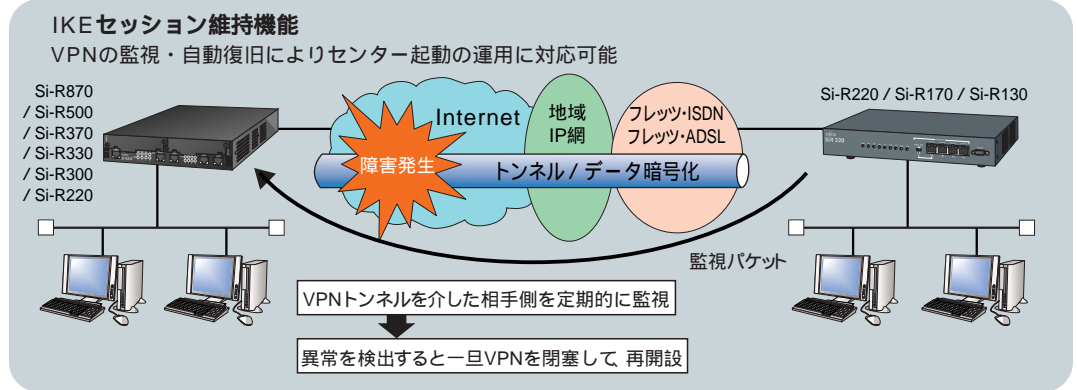 IKEセッション維持機能
VPNの監視・自動復旧によりセンター起動の運用に対応可能
Si-R870
/ Si-R500
/ Si-R370
/ Si-R330
/ Si-R300
/ Si-R220
Internet
地域
IP網
フレッツ・ISDN
フレッツ・ADSL
Si-R220 / Si-R170 / Si-R130
Si-R 220
障害発生
トンネル / データ暗号化
監視パケット
VPNトンネルを介した相手側を定期的に監視
異常を検出すると一旦VPNを閉塞して、再開設